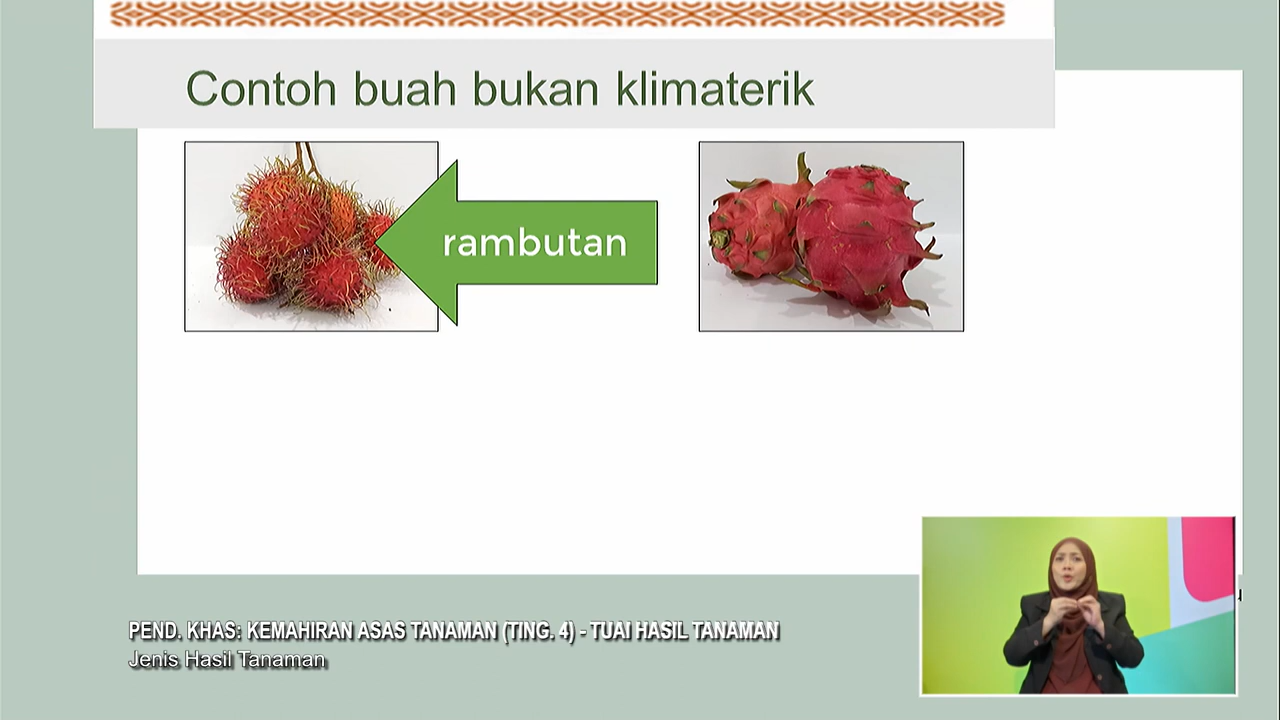 Contoh buah bukan klimaterik
rambutan
PEND. KHAS: KEMAHIRAN ASAS TANAMAN (TING. 4) - TUAI HASIL TANAMAN
Jenis Hasil Tanaman